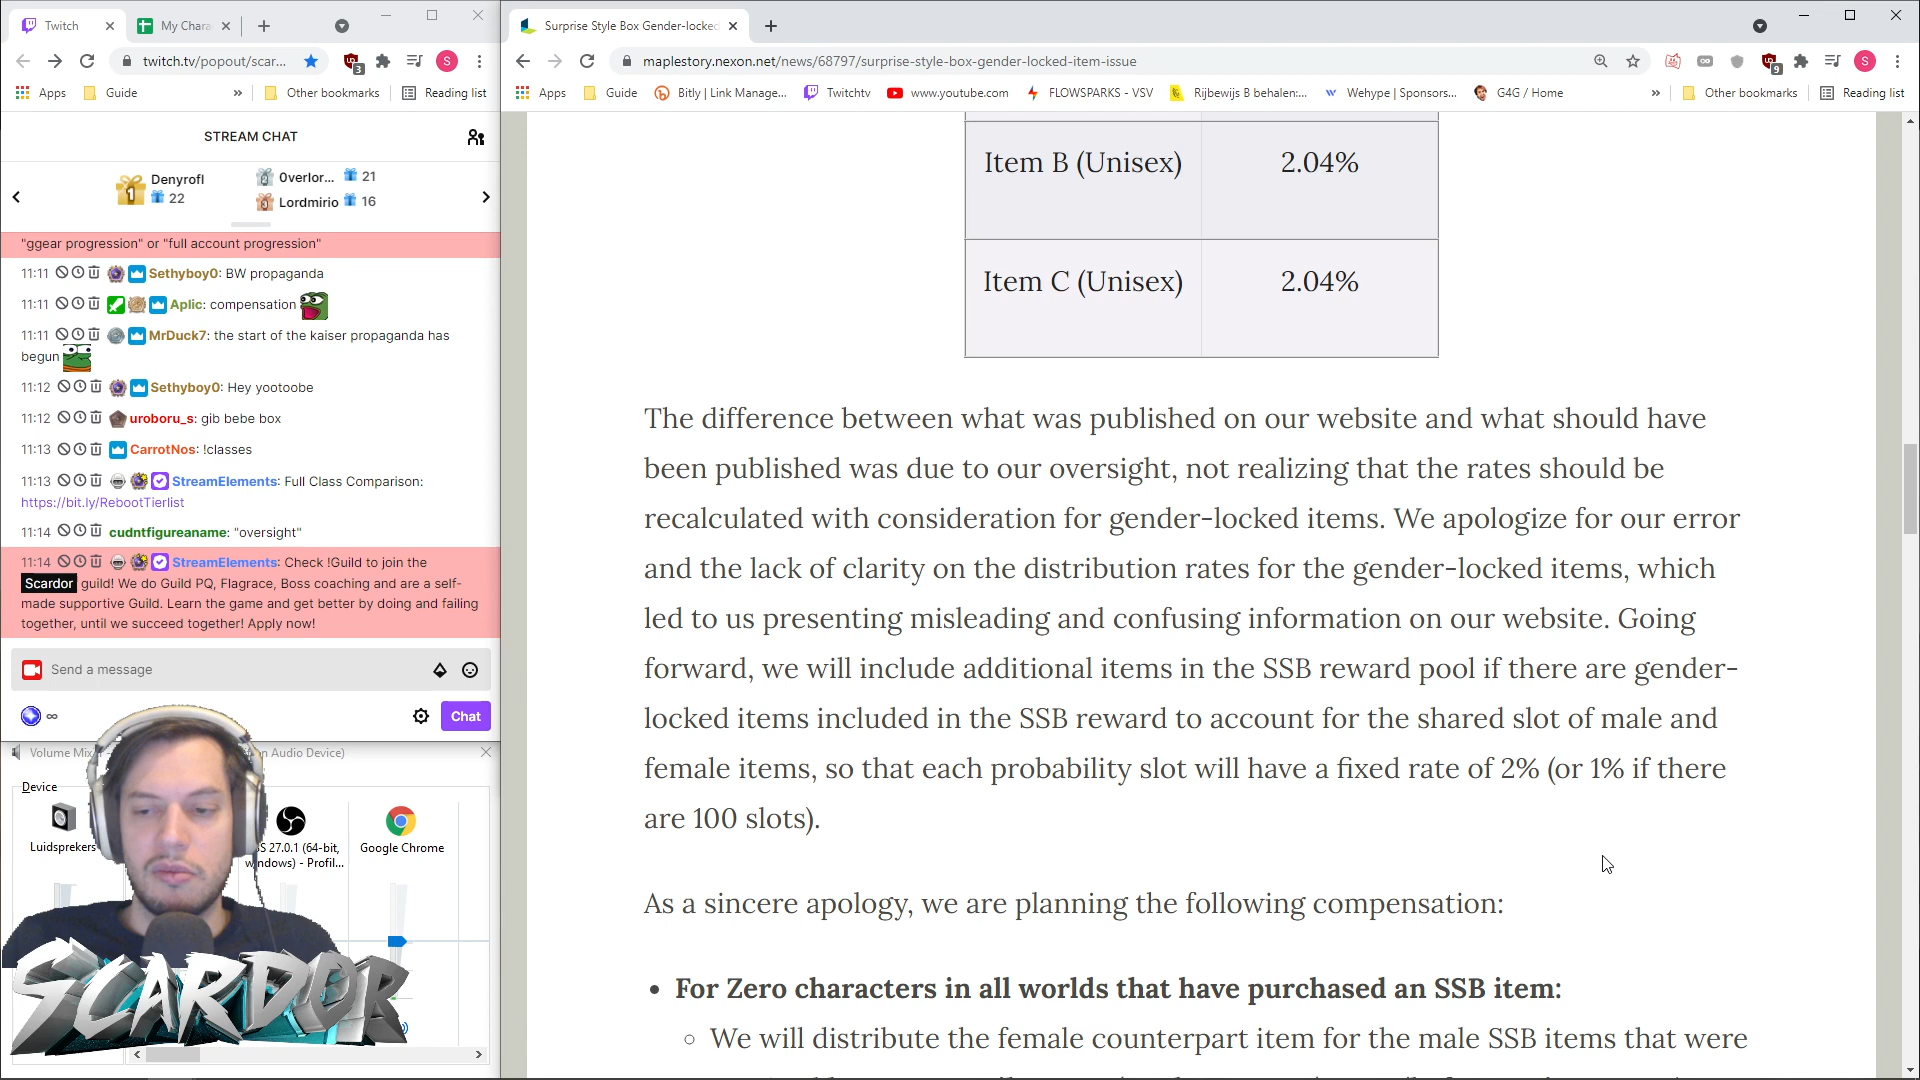 Twitch
My Chara
Surprise Style Box Gender-locked
twitch.tv/popout/scar...
3
S
maplestory.nexon.net/news/68797/surprise-style-box-gender-locked-item-issue
9
S
Apps
Guide
»
Other bookmarks
Reading list
Apps
Guide
Bitly | Link Manage...
Twitchtv
www.youtube.com
FLOWSPARKS - VSV
Rijbewijs B behalen:...
Wehype | Sponsors...
G4G / Home
»
Other bookmarks
Reading list
STREAM CHAT
1
Denyrofl
22
Overlor...
21
Lordmirio
16
"ggear progression" or "full account progression"
11:11 Sethyboy0: BW propaganda
11:11 Aplic: compensation
11:11 MrDuck7: the start of the kaiser propaganda has
begun
11:12 Sethyboy0: Hey yootoobe
11:12 uroboru_s: gib bebe box
11:13 CarrotNos: !classes
11:13 StreamElements: Full Class Comparison:
https://bit.ly/RebootTierlist
11:14 cudntfigureaname: "oversight"
11:14 StreamElements: Check !Guild to join the
Scardor guild! We do Guild PQ, Flagrace, Boss coaching and are a self-
made supportive Guild. Learn the game and get better by doing and failing
together, until we succeed together! Apply now!
Send a message
∞
Chat
Volume Mix
n Audio Device)
Device
Luidsprekers
S 27.0.1 (64-bit,
windows) - Profil...
Google Chrome
SCARDOR
Item B (Unisex) 2.04%
Item C (Unisex) 2.04%
The difference between what was published on our website and what should have
been published was due to our oversight, not realizing that the rates should be
recalculated with consideration for gender-locked items. We apologize for our error
and the lack of clarity on the distribution rates for the gender-locked items, which
led to us presenting misleading and confusing information on our website. Going
forward, we will include additional items in the SSB reward pool if there are gender-
locked items included in the SSB reward to account for the shared slot of male and
female items, so that each probability slot will have a fixed rate of 2% (or 1% if there
are 100 slots).
As a sincere apology, we are planning the following compensation:
• For Zero characters in all worlds that have purchased an SSB item:
○ We will distribute the female counterpart item for the male SSB items that were